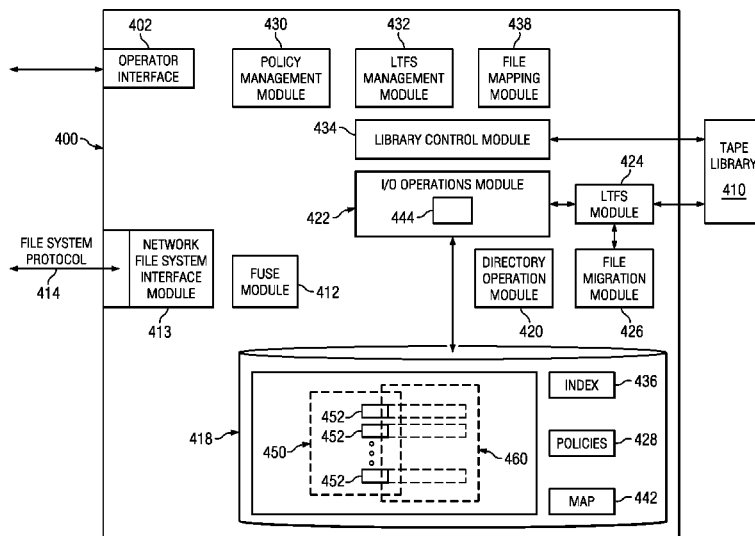 402
OPERATOR
INTERFACE
430
POLICY
MANAGEMENT
MODULE
432
LTFS
MANAGEMENT
MODULE
438
FILE
MAPPING
MODULE
434
LIBRARY CONTROL MODULE
400
TAPE
LIBRARY
410
I/O OPERATIONS MODULE
422
444
424
LTFS
MODULE
FILE SYSTEM
PROTOCOL
414
NETWORK
FILE SYSTEM
INTERFACE
MODULE
413
FUSE
MODULE
412
DIRECTORY
OPERATION
MODULE
420
FILE
MIGRATION
MODULE
426
418
450
452
452
452
460
INDEX
436
POLICIES
428
MAP
442